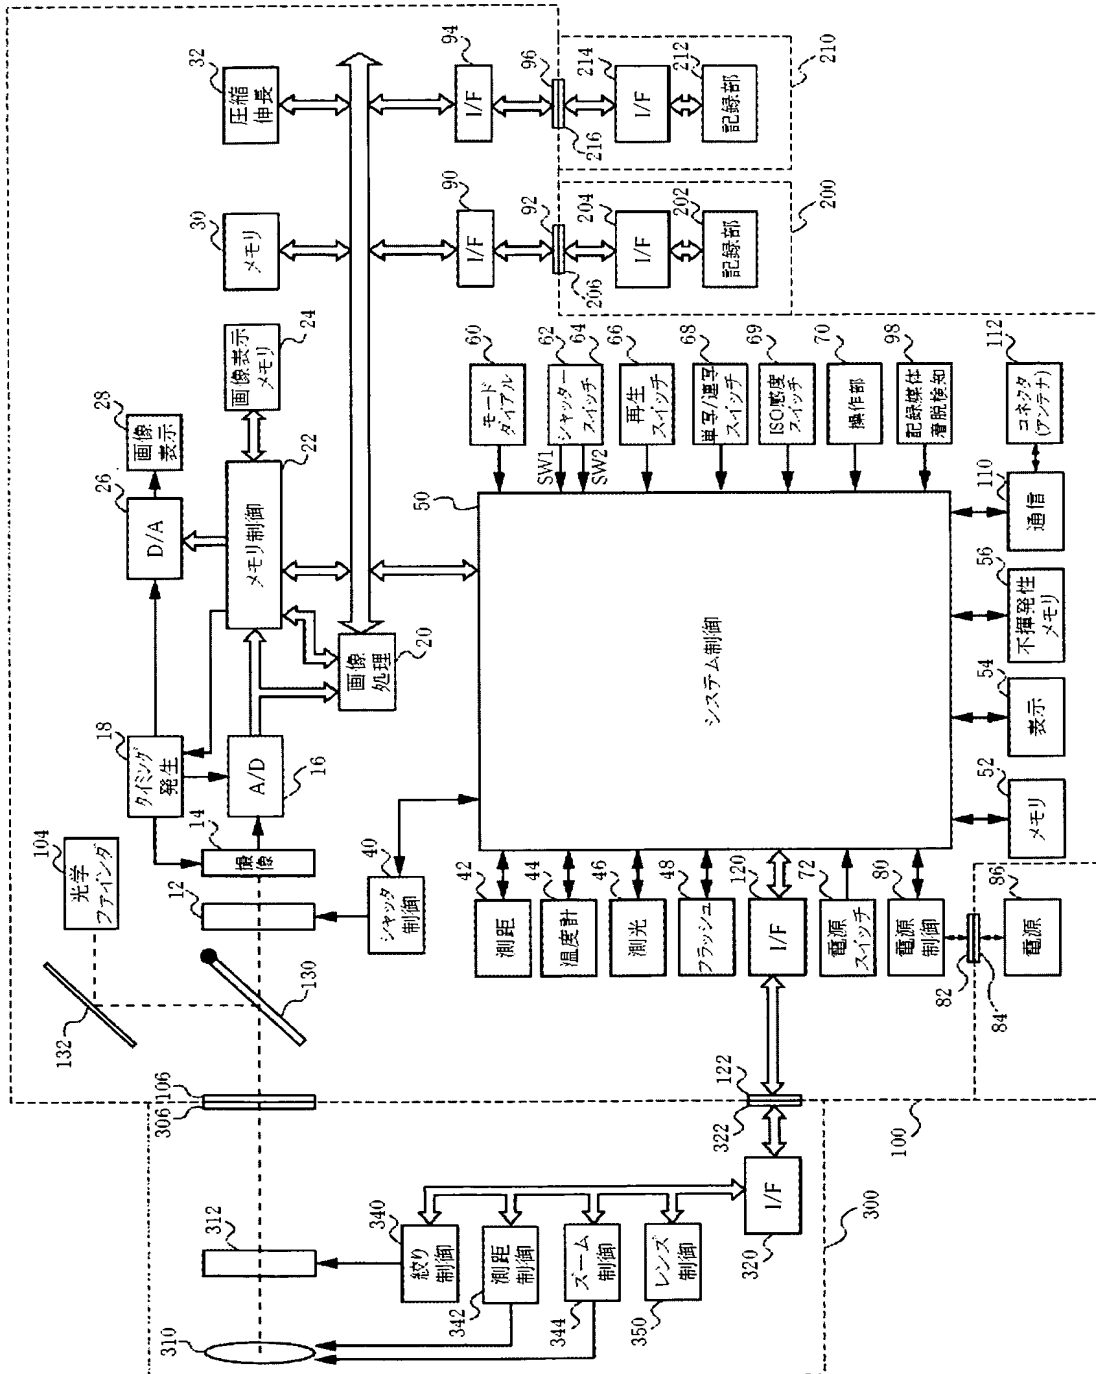 32
圧縮
伸長
94
I/F
96
214
I/F
212
記録部
216
210
30
メモリ
90
I/F
92
204
I/F
202
記録部
206
200
24
画像表示
メモリ
28
画像
表示
26
D/A
22
メモリ制御
20
画像
処理
18
タイミング
発生
16
A/D
14
撮像
12
104
光学
ファインダ
132
130
40
シャッタ
制御
50
システム制御
60
モード
ダイアル
62
64
シャッター
スイッチ
SW1
SW2
66
再生
スイッチ
68
単写/連写
スイッチ
69
ISO感度
スイッチ
70
操作部
98
記録媒体
着脱検知
112
コネクタ
(アンテナ)
110
通信
56
不揮発性
メモリ
54
表示
52
メモリ
42
測距
44
温度計
46
測光
48
フラッシュ
120
I/F
72
電源
スイッチ
80
電源
制御
82
84
86
電源
306
106
322
122
100
300
310
312
340
絞り
制御
342
測距
制御
344
ズーム
制御
350
レンズ
制御
320
I/F